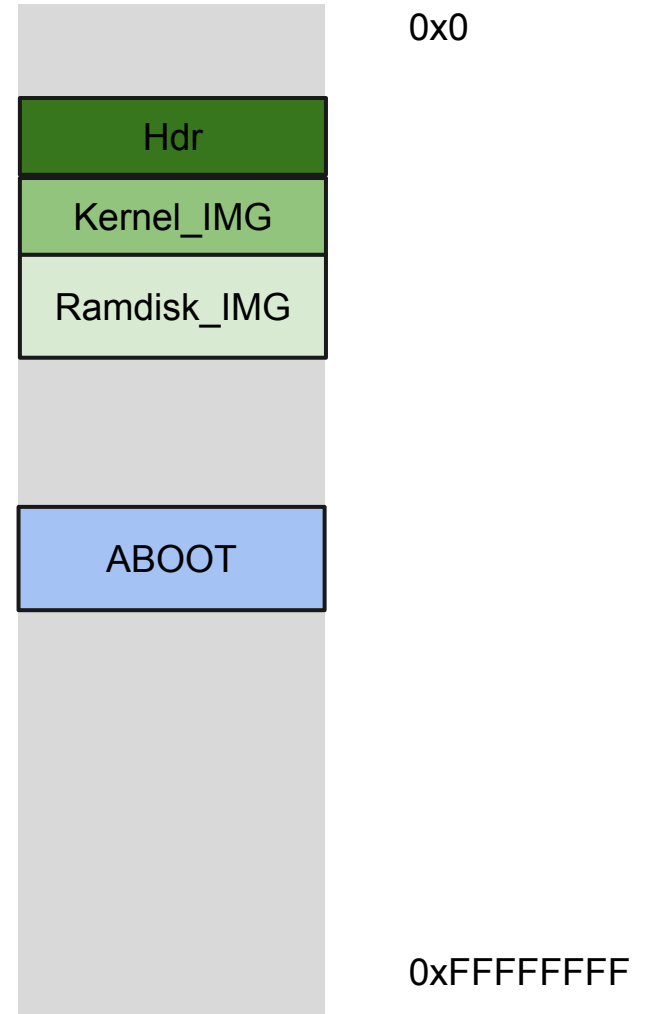 0x0
Hdr
Kernel_IMG
Ramdisk_IMG
ABOOT
0xFFFFFFFF